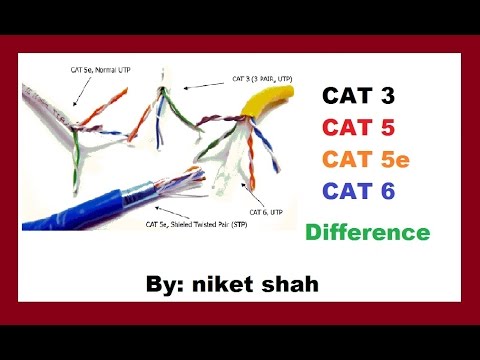 CAT 5e, Normal UTP
CAT 3 (3 PAIR, UTP)
CAT 6, UTP
CAT 5e, Shieled Twisted Pair (STP)
CAT 3
CAT 5
CAT 5e
CAT 6
Difference
By: niket shah